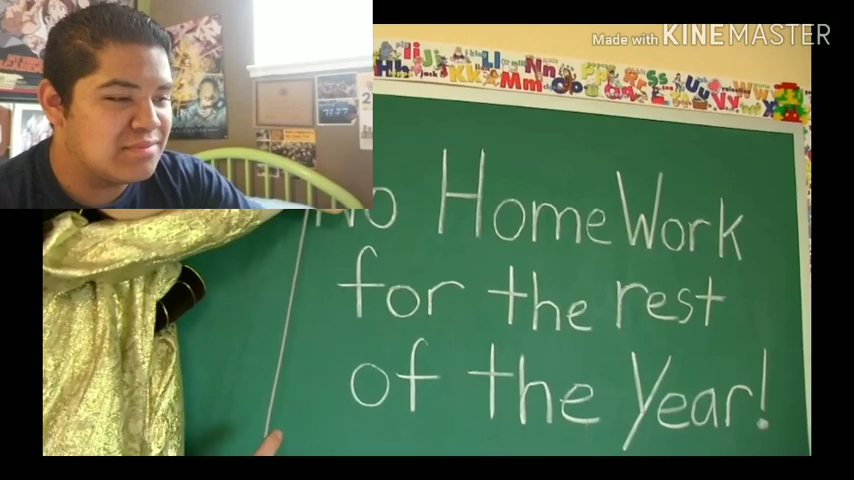 Made with KINEMASTER
No HomeWork
for the rest
of the Year!